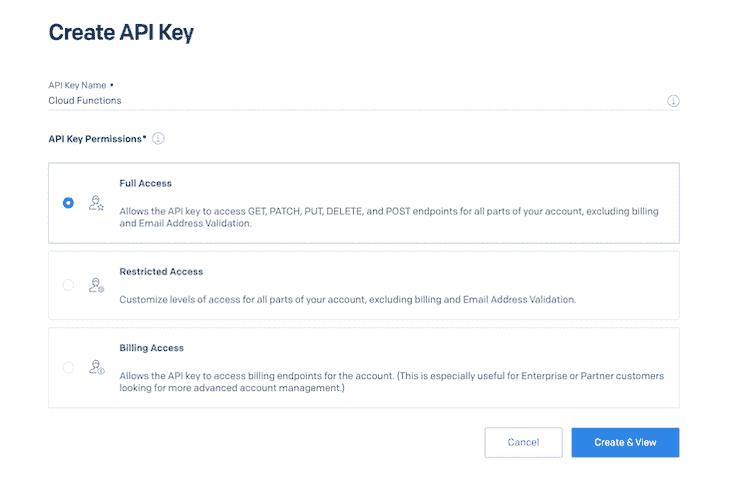 Create API Key
API Key Name •
Cloud Functions
API Key Permissions*
Full Access
Allows the API key to access GET, PATCH, PUT, DELETE, and POST endpoints for all parts of your account, excluding billing
and Email Address Validation.
Restricted Access
Customize levels of access for all parts of your account, excluding billing and Email Address Validation.
Billing Access
Allows the API key to access billing endpoints for the account. (This is especially useful for Enterprise or Partner customers
looking for more advanced account management.)
Cancel
Create & View